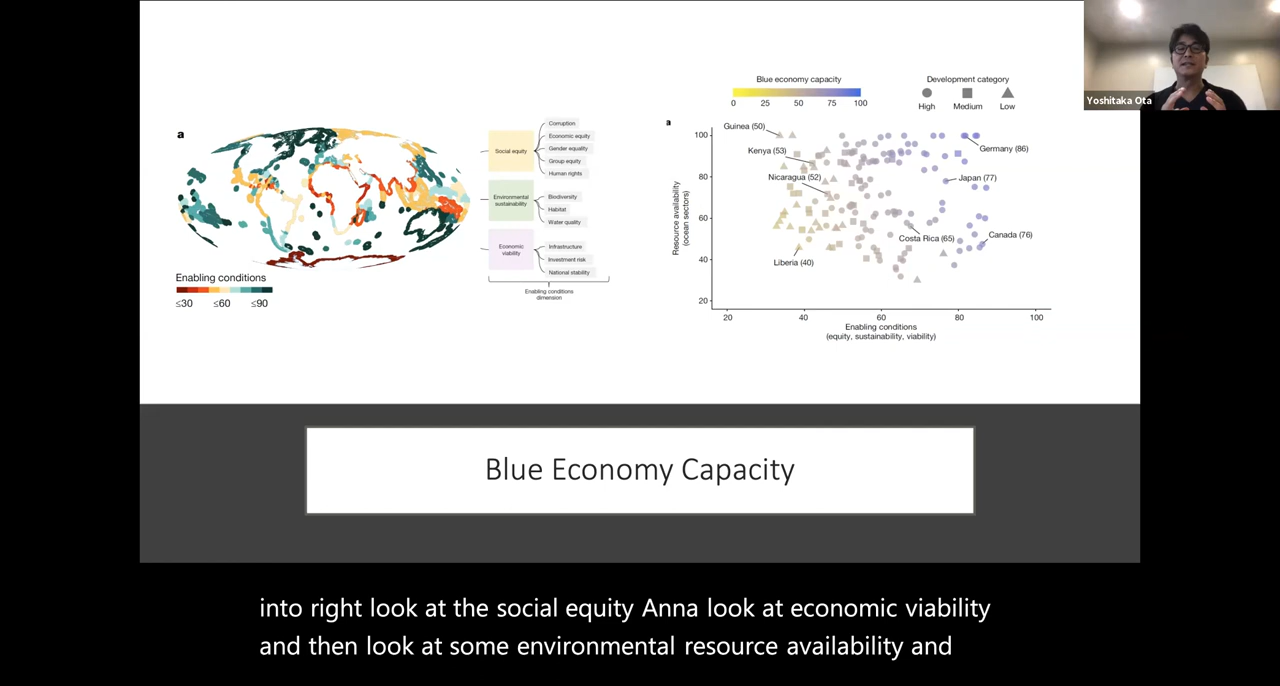 Yoshitaka Ota
a
Enabling conditions
≤30 ≤60 ≤90
Social equity
Corruption
Economic equity
Gender equality
Group equity
Human rights
Environmental
sustainability
Biodiversity
Habitat
Water quality
Economic
viability
Infrastructure
Investment risk
National stability
Enabling conditions
dimension
Blue economy capacity
0 25 50 75 100
Development category
High Medium Low
a
Resource availability
(ocean sectors)
100
80
60
40
20
Guinea (50)
Kenya (53)
Nicaragua (52)
Liberia (40)
Germany (86)
Japan (77)
Costa Rica (65)
Canada (76)
20 40 60 80 100
Enabling conditions
(equity, sustainability, viability)
Blue Economy Capacity
into right look at the social equity Anna look at economic viability
and then look at some environmental resource availability and